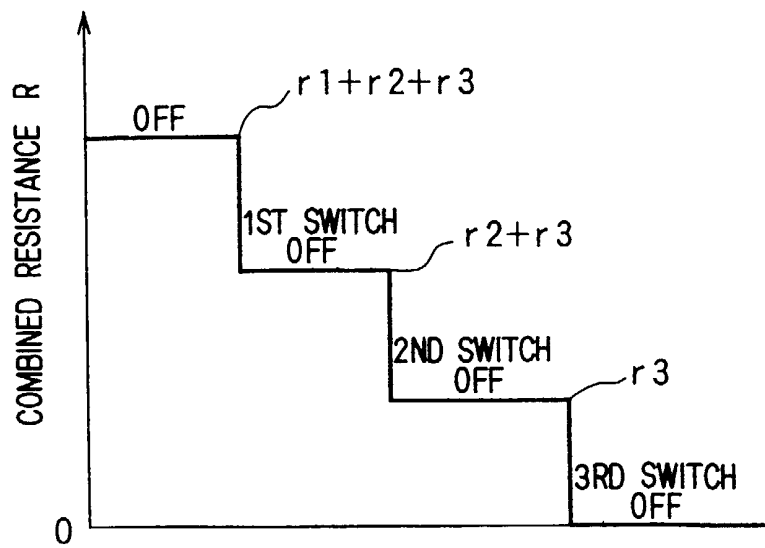 r1+r2+r3
OFF
1ST SWITCH
OFF
r2+r3
2ND SWITCH
OFF
r3
3RD SWITCH
OFF
0
COMBINED RESISTANCE R